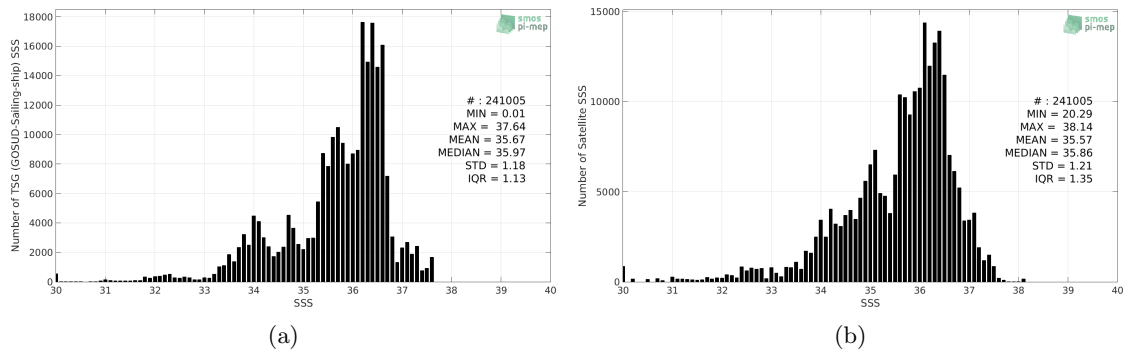 smos
pi-mep
Number of TSG (GOSUD-Sailing-ship) SSS
18000
16000
14000
12000
10000
8000
6000
4000
2000
0
# : 241005
MIN = 0.01
MAX = 37.64
MEAN = 35.67
MEDIAN = 35.97
STD = 1.18
IQR = 1.13
30 31 32 33 34 35 36 37 38 39 40
SSS
(a)
smos
pi-mep
Number of Satellite SSS
15000
10000
5000
0
# : 241005
MIN = 20.29
MAX = 38.14
MEAN = 35.57
MEDIAN = 35.86
STD = 1.21
IQR = 1.35
30 31 32 33 34 35 36 37 38 39 40
SSS
(b)